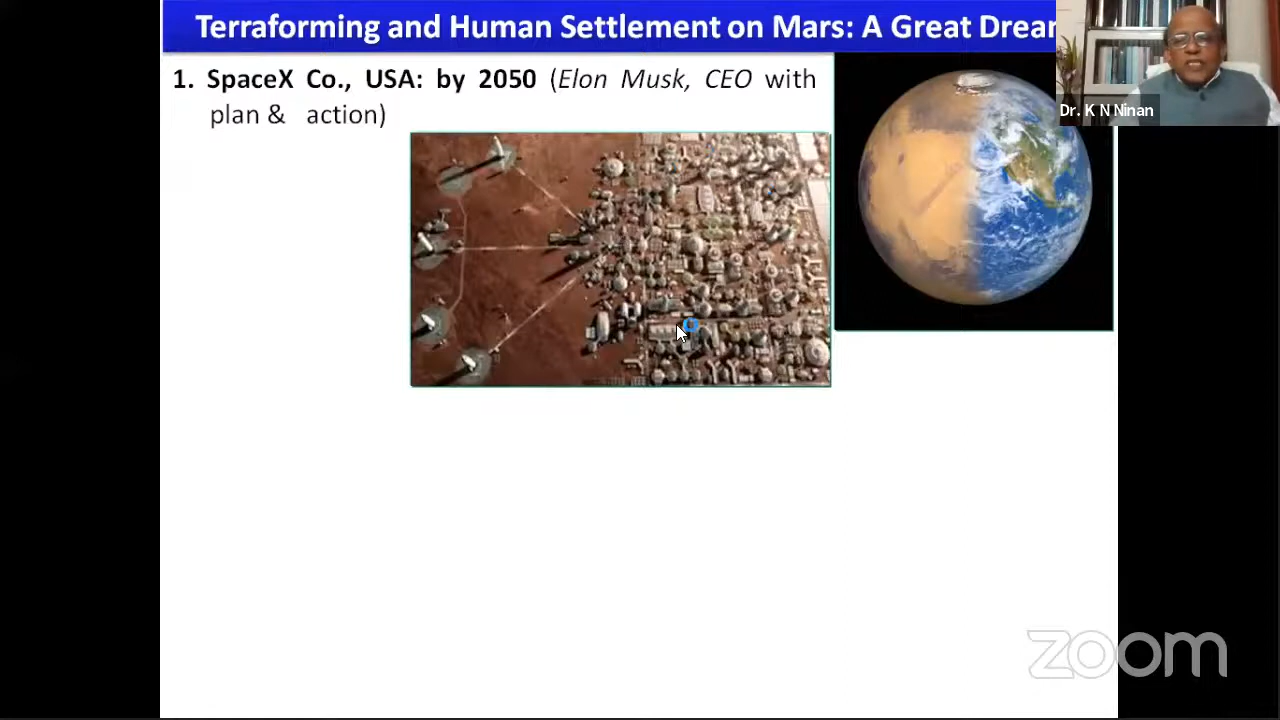 Terraforming and Human Settlement on Mars: A Great Drear
1. SpaceX Co., USA: by 2050 (Elon Musk, CEO with
plan & action)
Dr. K N Ninan
zoom